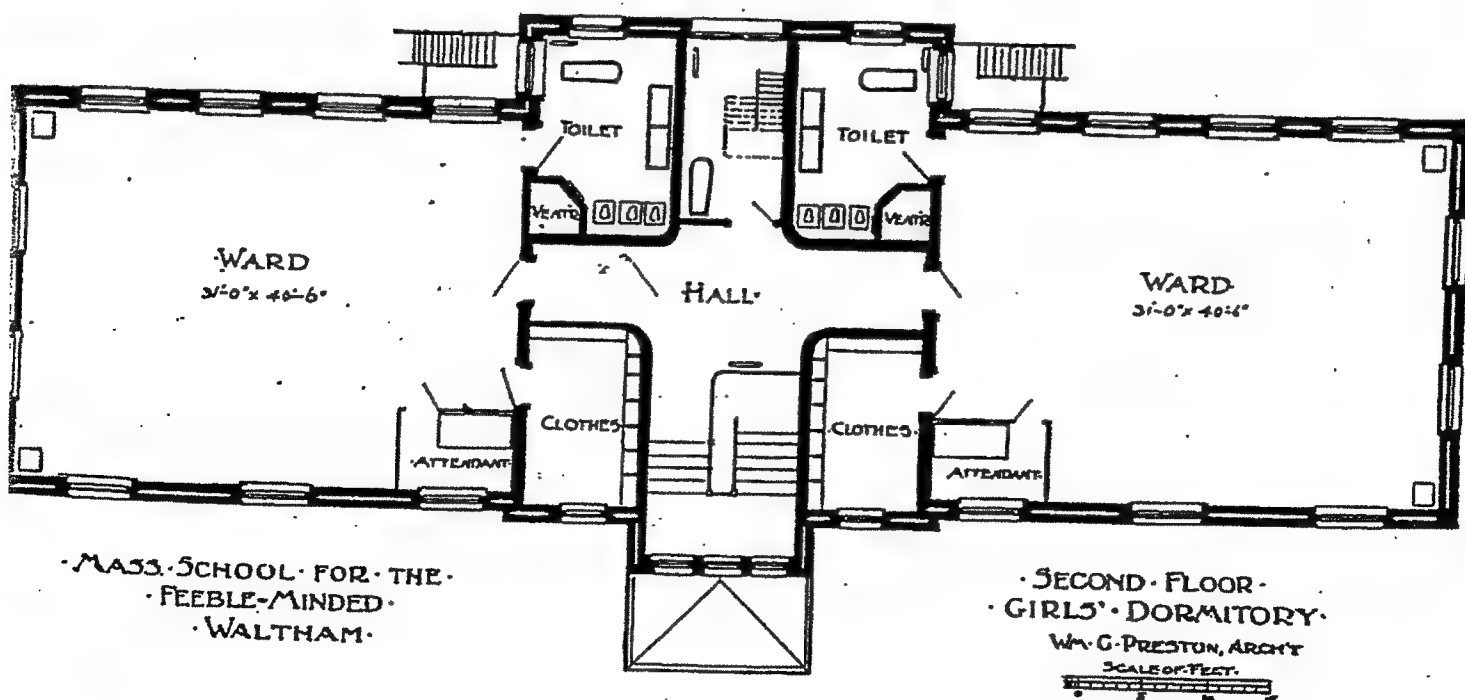 TOILET
TOILET
VENT'R
VENT'R
·WARD
31'-0" x 40'-6"
HALL·
WARD·
31'-0" x 40'-6"
CLOTHES
CLOTHES·
·ATTENDANT·
ATTENDANT·
·MASS·SCHOOL·FOR·THE·
·FEEBLE-MINDED·
·WALTHAM·
·SECOND·FLOOR·
·GIRLS'·DORMITORY·
WM·G·PRESTON, ARCH'T
SCALE·OF·FEET·